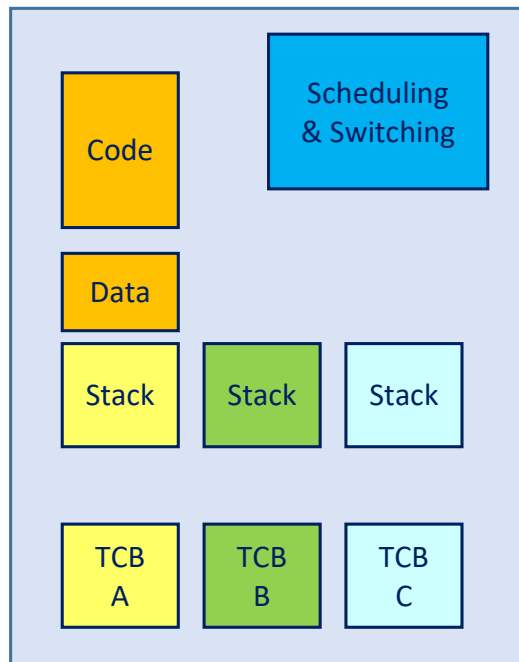 Scheduling
& Switching
Code
Data
Stack
Stack
Stack
TCB
A
TCB
B
TCB
C